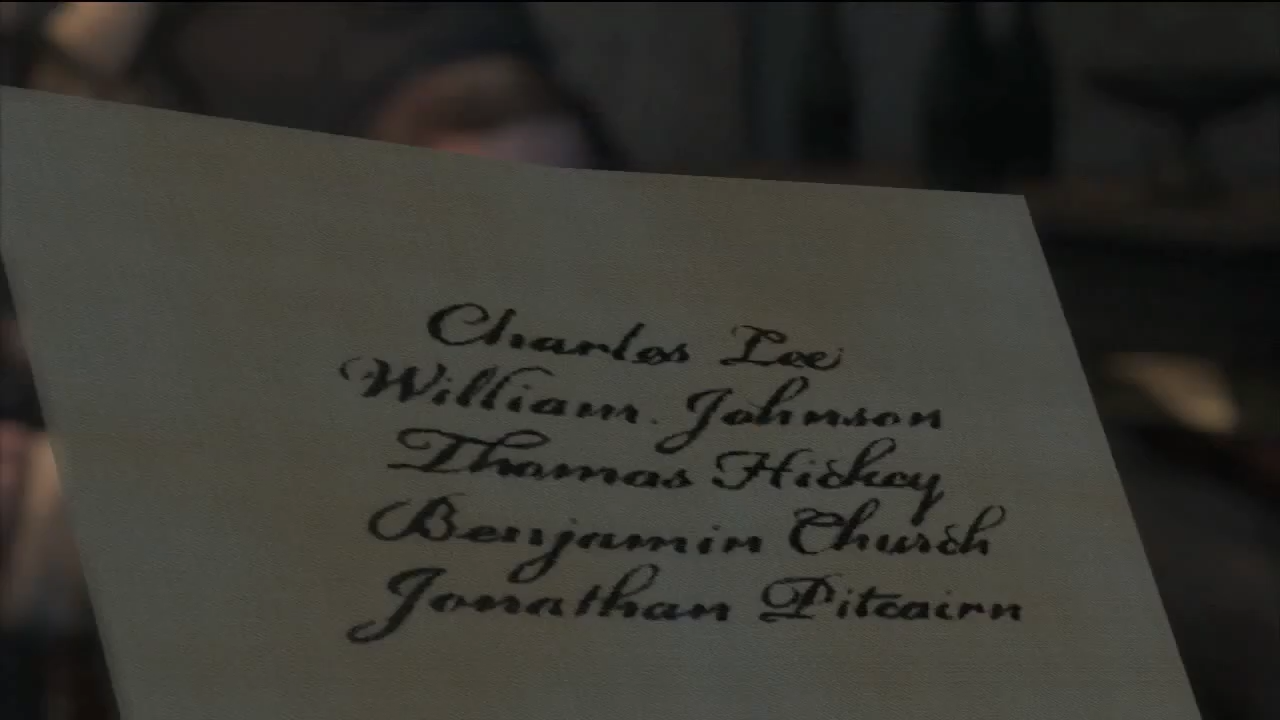 Charles Lee
William Johnson
Thomas Hickey
Benjamin Church
Jonathan Pitcairn